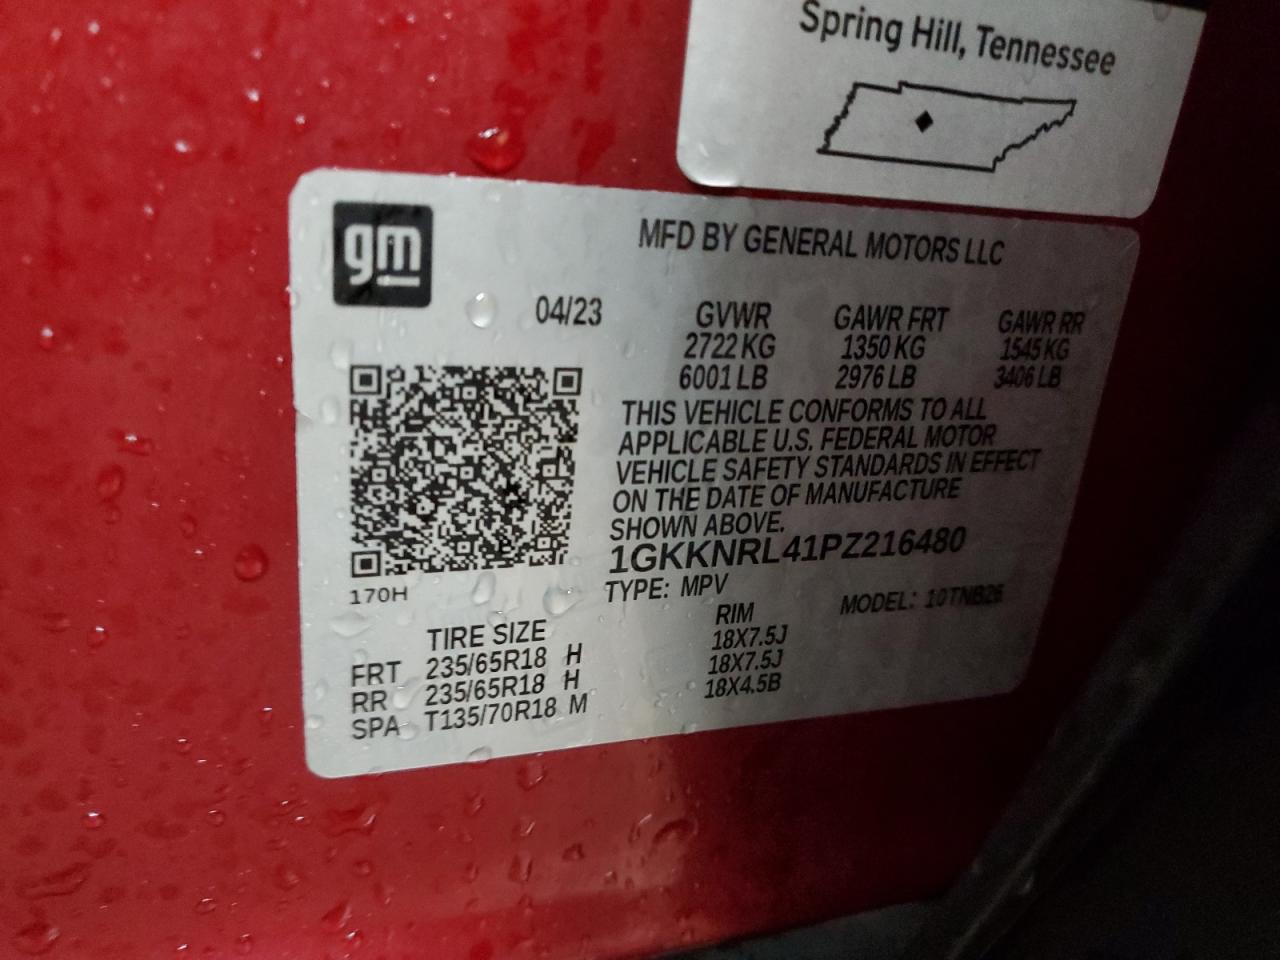 Spring Hill, Tennessee
gm
MFD BY GENERAL MOTORS LLC
04/23
GVWR GAWR FRT GAWR RR
2722 KG 1350 KG 1545 KG
6001 LB 2976 LB 3406 LB
THIS VEHICLE CONFORMS TO ALL
APPLICABLE U.S. FEDERAL MOTOR
VEHICLE SAFETY STANDARDS IN EFFECT
ON THE DATE OF MANUFACTURE
SHOWN ABOVE.
1GKKNRL41PZ216480
170H
TYPE: MPV MODEL: 10TNB26
TIRE SIZE RIM
FRT 235/65R18 H 18X7.5J
RR 235/65R18 H 18X7.5J
SPA T135/70R18 M 18X4.5B